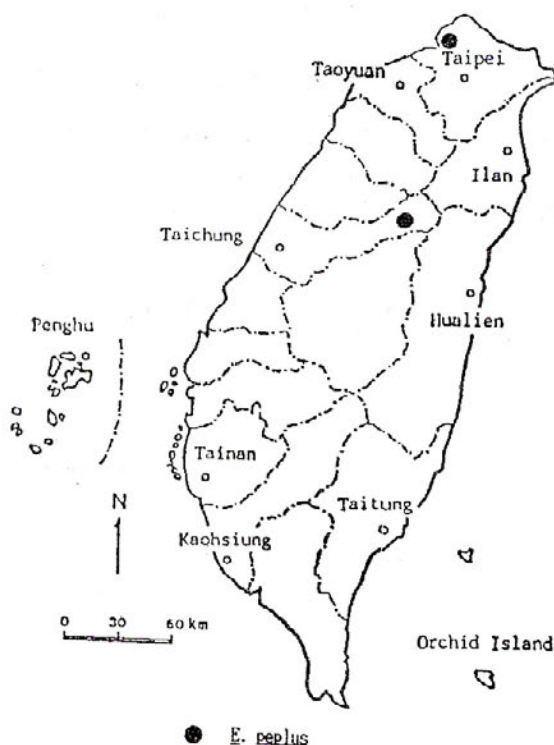 Taipei
Taoyuan
Ilan
Taichung
Hualien
Penghu
Tainan
N
Taitung
Kaohsiung
0 30 60 km
Orchid Island
E. peplus